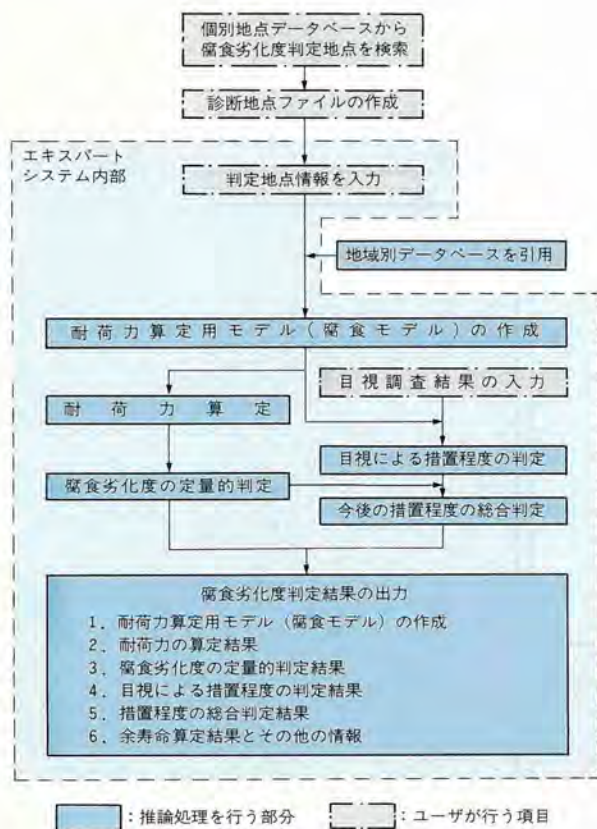 個別地点データベースから
腐食劣化度判定地点を検索
診断地点ファイルの作成
エキスパート
システム内部
判定地点情報を入力
地域別データベースを引用
耐荷力算定用モデル(腐食モデル)の作成
目視調査結果の入力
耐荷力算定
目視による措置程度の判定
腐食劣化度の定量的判定
今後の措置程度の総合判定
腐食劣化度判定結果の出力
1. 耐荷力算定用モデル(腐食モデル)の作成
2. 耐荷力の算定結果
3. 腐食劣化度の定量的判定結果
4. 目視による措置程度の判定結果
5. 措置程度の総合判定結果
6. 余寿命算定結果とその他の情報
:推論処理を行う部分
:ユーザが行う項目